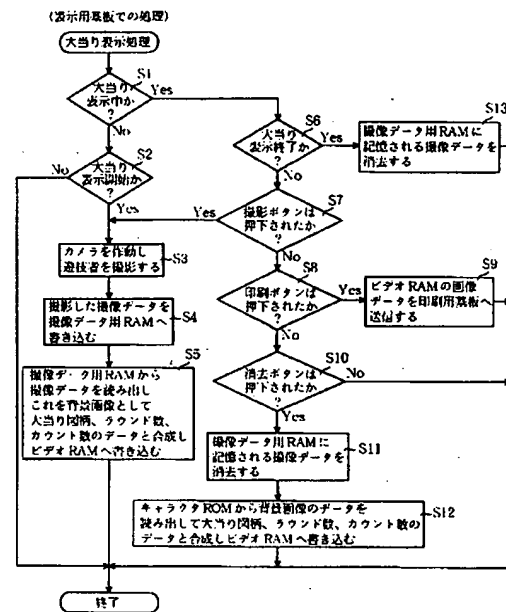 (表示用基板での処理)
大当り表示処理
S1
大当り
表示中か
?
Yes
No
S2
大当り
表示開始か
?
No
Yes
S3
カメラを作動し
遊技者を撮影する
S4
撮影した撮像データを
撮像データ用RAMへ
書き込む
S5
撮像データ用RAMから
撮像データを読み出し
これを背景画像として
大当り図柄、ラウンド数、
カウント数のデータと合成し
ビデオRAMへ書き込む
S6
大当り
表示終了か
?
Yes
No
S13
撮像データ用RAMに
記憶される撮像データを
消去する
S7
撮影ボタンは
押下されたか
?
Yes
No
S8
印刷ボタンは
押下されたか
?
Yes
No
S9
ビデオRAMの画像
データを印刷用基板へ
送信する
S10
消去ボタンは
押下されたか
?
No
Yes
S11
撮像データ用RAMに
記憶される撮像データを
消去する
S12
キャラクタROMから背景画像のデータを
読み出して大当り図柄、ラウンド数、カウント数の
データと合成しビデオRAMへ書き込む
終了